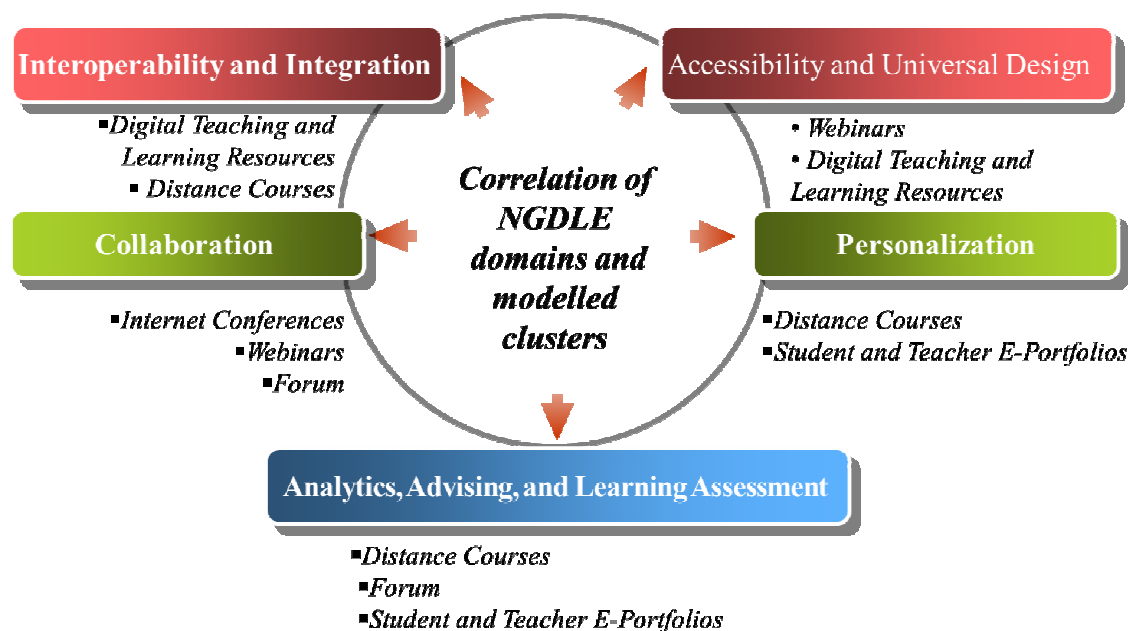 Interoperability and Integration
▪Digital Teaching and
Learning Resources
▪ Distance Courses
Accessibility and Universal Design
• Webinars
• Digital Teaching and
Learning Resources
Correlation of
NGDLE
domains and
modelled
clusters
Collaboration
▪Internet Conferences
▪Webinars
▪Forum
Personalization
▪Distance Courses
▪Student and Teacher E-Portfolios
Analytics, Advising, and Learning Assessment
▪Distance Courses
▪Forum
▪Student and Teacher E-Portfolios